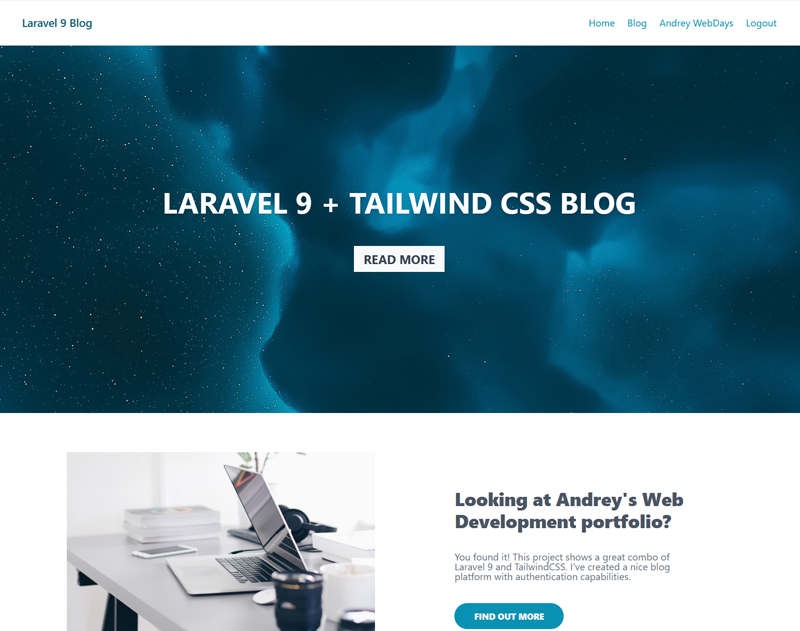 Laravel 9 Blog
Home Blog Andrey WebDays Logout
LARAVEL 9 + TAILWIND CSS BLOG
READ MORE
Looking at Andrey's Web
Development portfolio?
You found it! This project shows a great combo of
Laravel 9 and TailwindCSS. I've created a nice blog
platform with authentication capabilities.
FIND OUT MORE